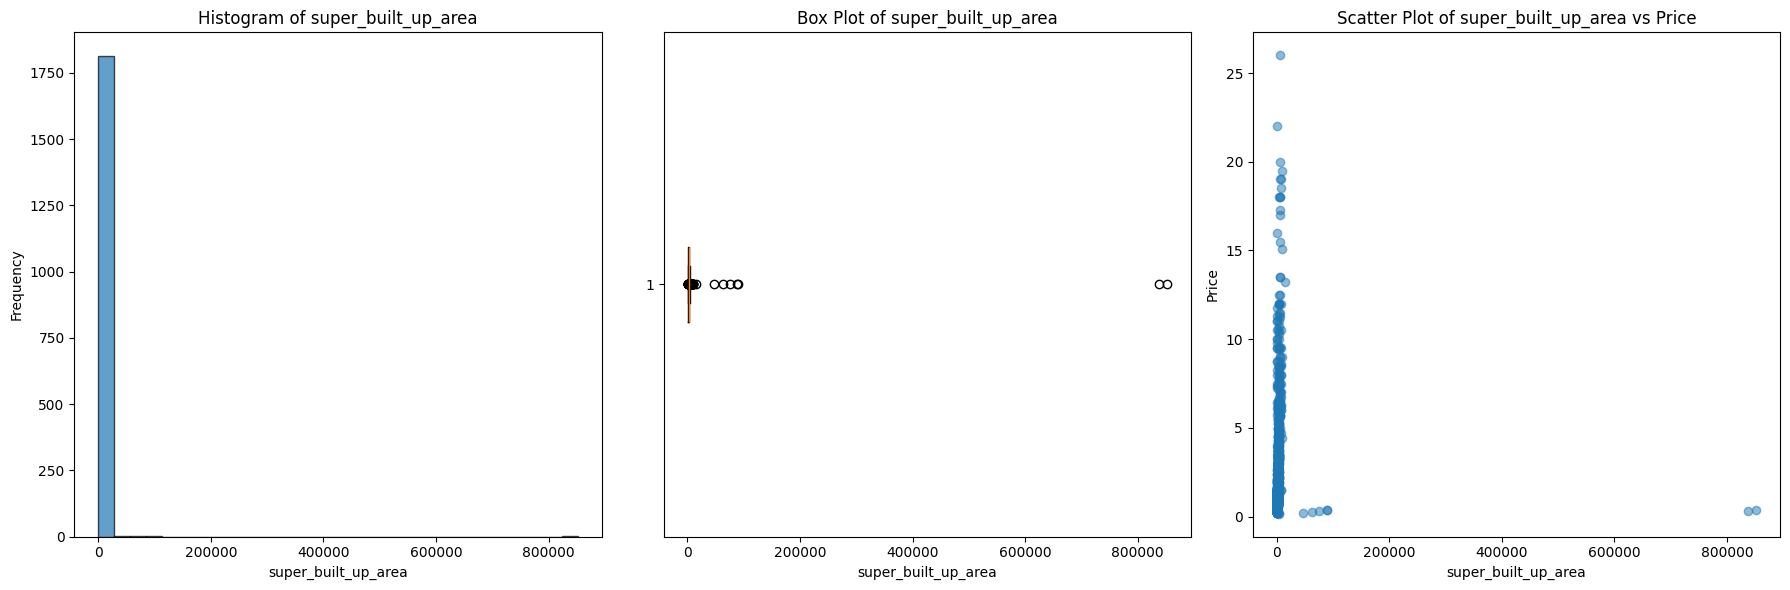 Histogram of super_built_up_area
1750
1500
1250
1000
750
500
250
0
Frequency
0 200000 400000 600000 800000
super_built_up_area
Box Plot of super_built_up_area
1
0 200000 400000 600000 800000
super_built_up_area
Scatter Plot of super_built_up_area vs Price
25
20
15
10
5
0
Price
0 200000 400000 600000 800000
super_built_up_area